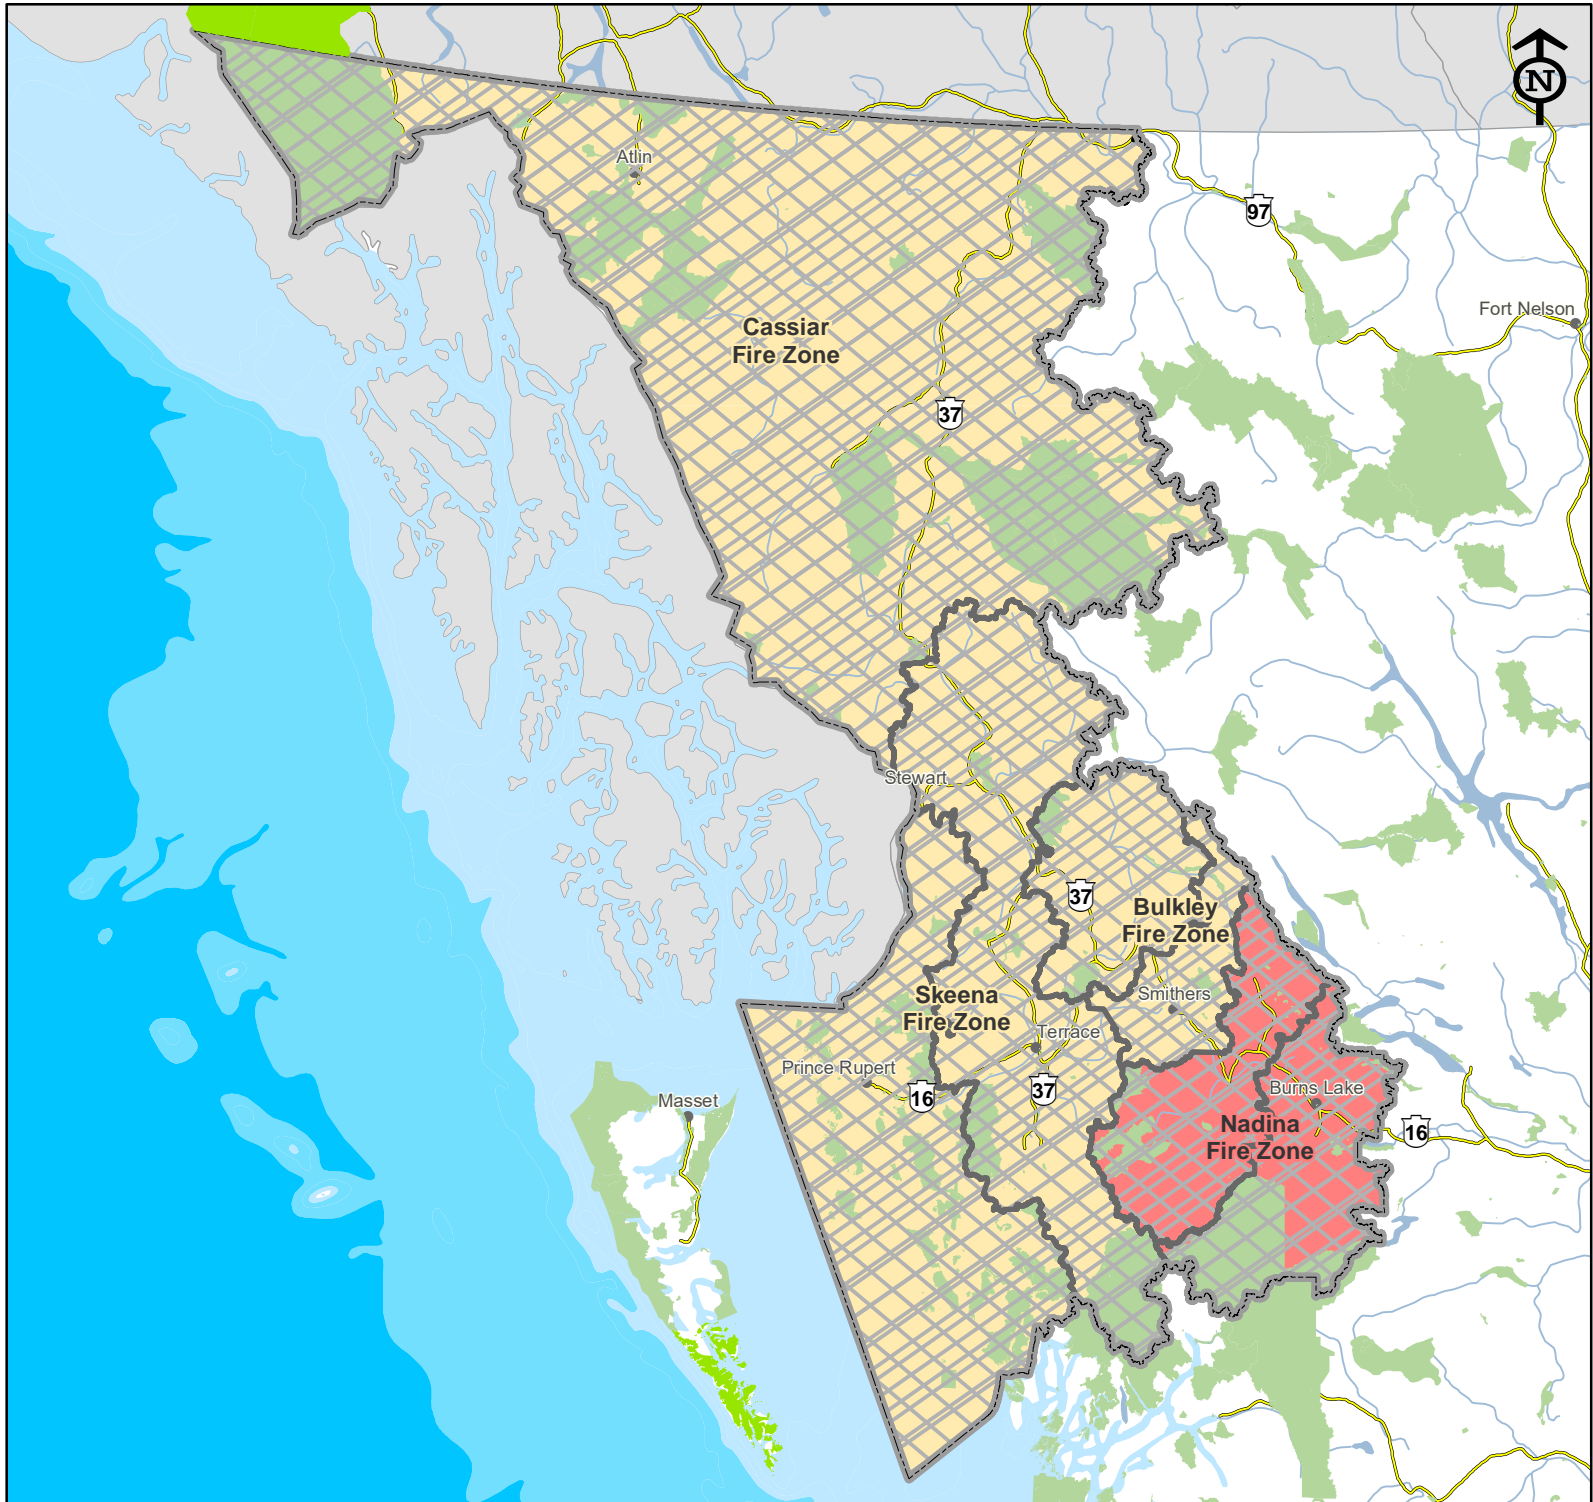 N
Atlin
97
Fort Nelson
Cassiar
Fire Zone
37
Stewart
37
Bulkley
Fire Zone
Skeena
Fire Zone
Smithers
Terrace
Prince Rupert
16
37
Burns Lake
Masset
Nadina
Fire Zone
16